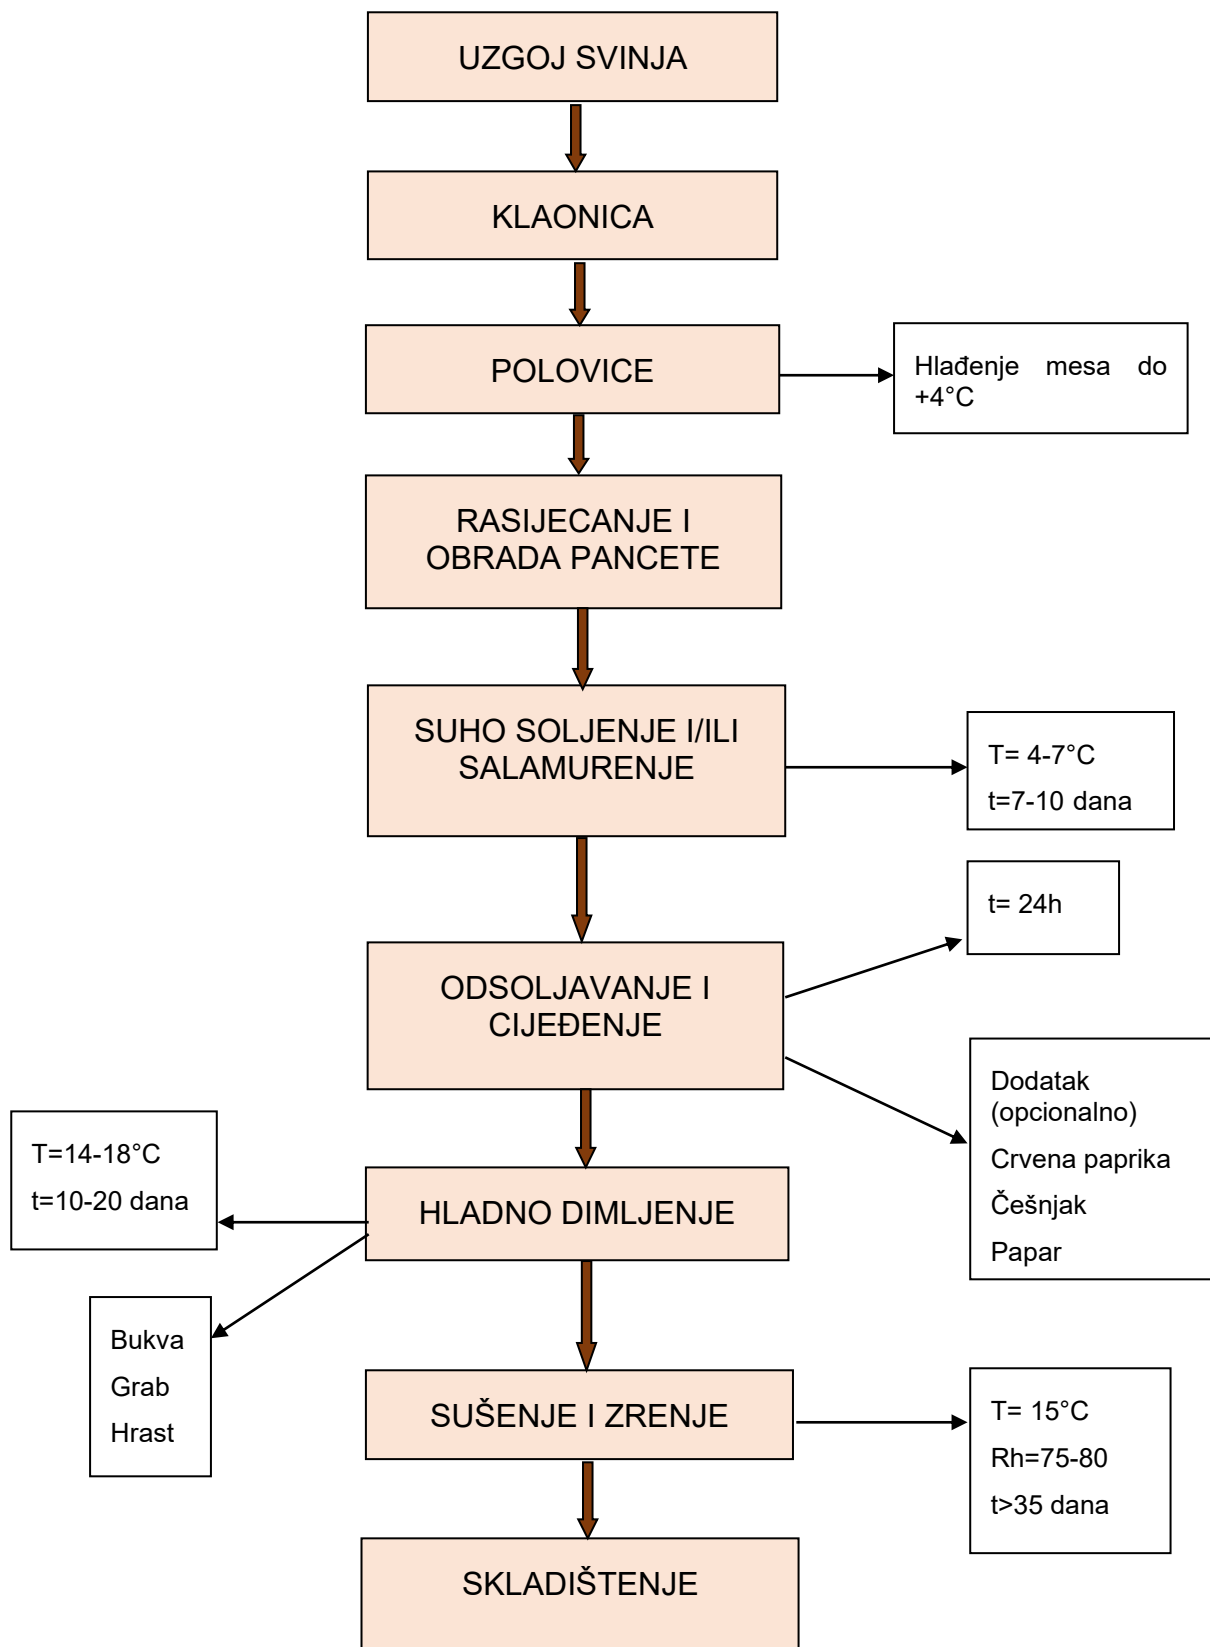 UZGOJ SVINJA
KLAONICA
POLOVICE
Hlađenje mesa do
+4°C
RASIJECANJE I
OBRADA PANCETE
SUHO SOLJENJE I/ILI
SALAMURENJE
T= 4-7°C
t=7-10 dana
t= 24h
ODSOLJAVANJE I
CIJEĐENJE
Dodatak
(opcionalno)
Crvena paprika
Češnjak
Papar
T=14-18°C
t=10-20 dana
HLADNO DIMLJENJE
Bukva
Grab
Hrast
SUŠENJE I ZRENJE
T= 15°C
Rh=75-80
t>35 dana
SKLADIŠTENJE